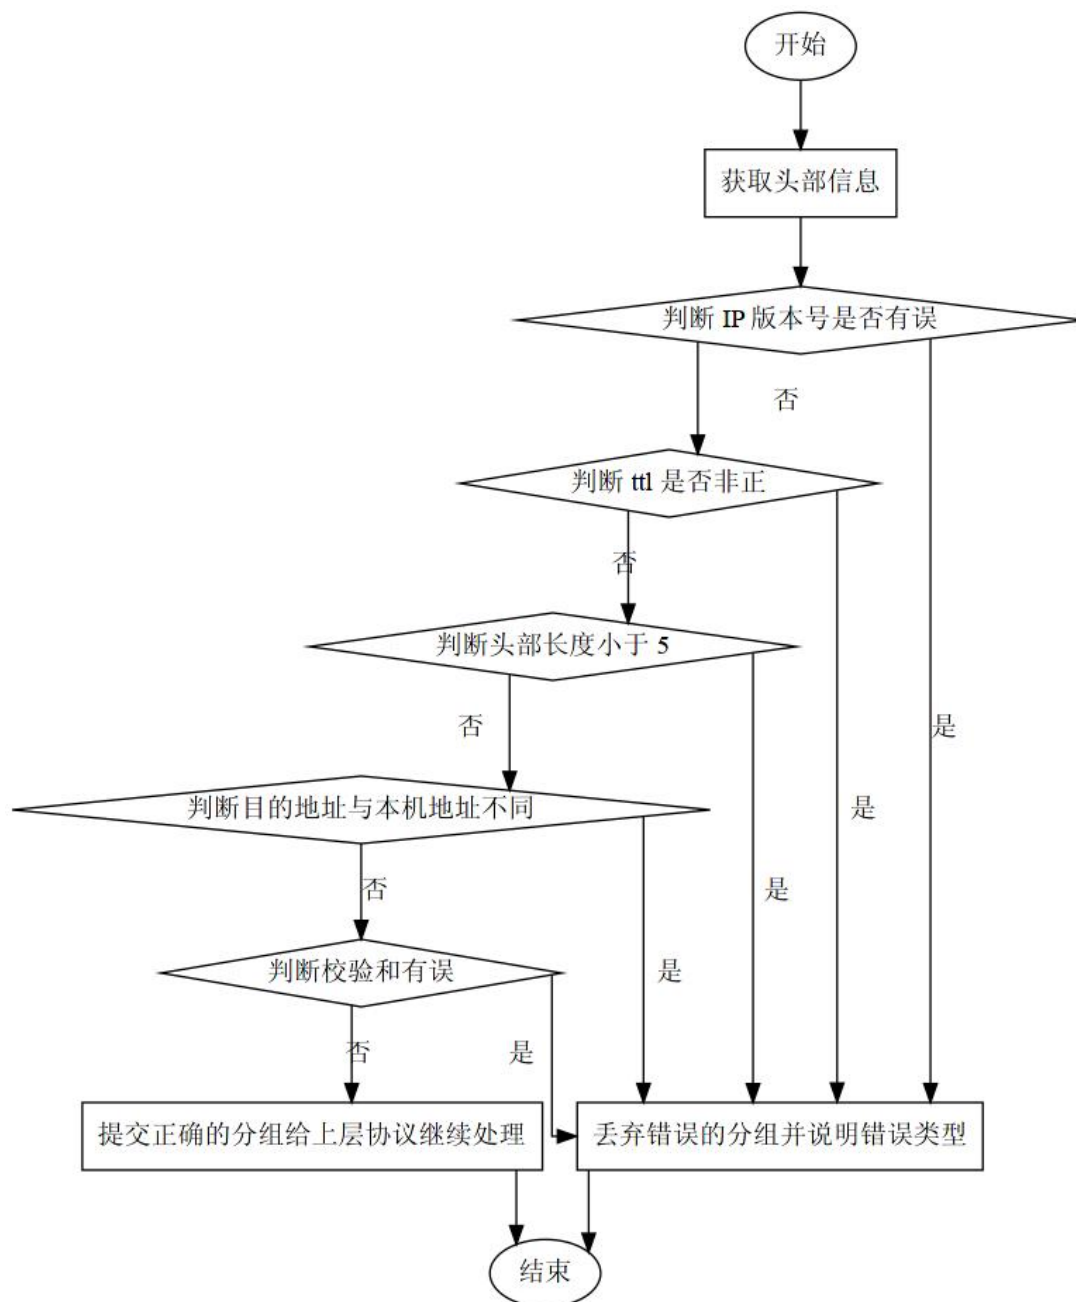 开始
获取头部信息
判断 IP 版本号是否有误
否
判断 ttl 是否非正
否
判断头部长度小于 5
否
是
判断目的地址与本机地址不同
是
否
是
判断校验和有误
是
否
是
提交正确的分组给上层协议继续处理
丢弃错误的分组并说明错误类型
结束